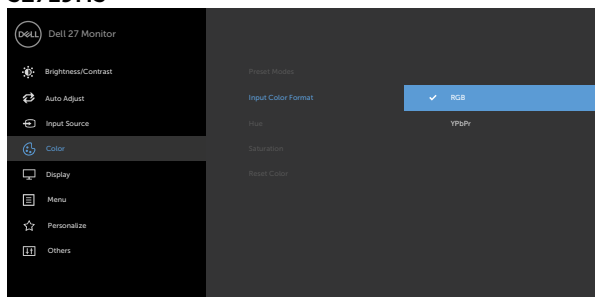 DELL
Dell 27 Monitor
Brightness/Contrast
Auto Adjust
Input Source
Color
Display
Menu
Personalize
Others
Preset Modes
Input Color Format
Hue
Saturation
Reset Color
RGB
YPbPr